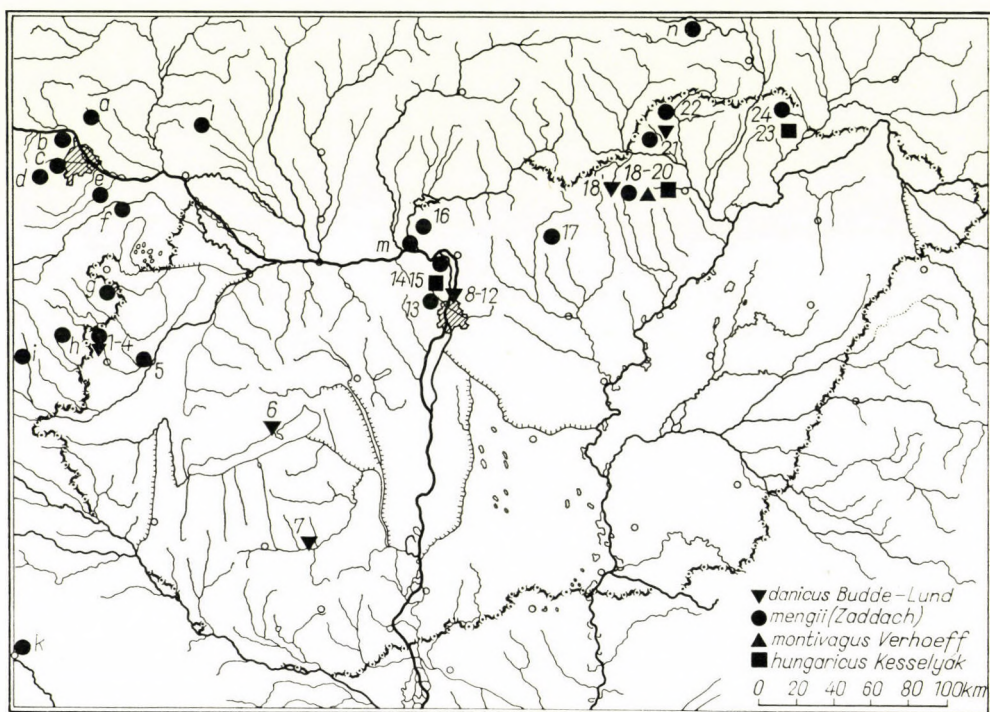 n
a
l
22
24
b
21
23
c
d
e
18
18-20
f
16
m
17
14 15
g
8-12
13
h
1-4
i
5
6
7
k
danicus Budde-Lund
mengii (Zaddach)
montivagus Verhoeff
hungaricus Kesselyák
0 20 40 60 80 100km